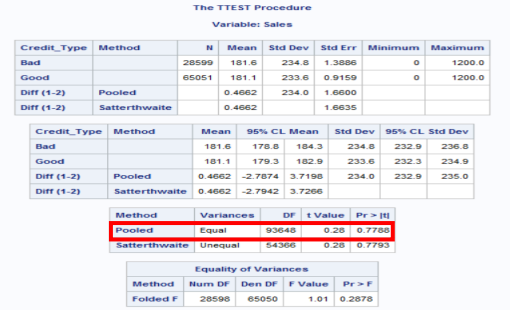 The TTEST Procedure
Variable: Sales
Credit_Type Method N Mean Std Dev Std Err Minimum Maximum
Bad 28599 181.6 234.8 1.3886 0 1200.0
Good 65051 181.1 233.6 0.9159 0 1200.0
Diff (1-2) Pooled 0.4662 234.0 1.6600
Diff (1-2) Satterthwaite 0.4662 1.6635
Credit_Type Method Mean 95% CL Mean Std Dev 95% CL Std Dev
Bad 181.6 178.8 184.3 234.8 232.9 236.8
Good 181.1 179.3 182.9 233.6 232.3 234.9
Diff (1-2) Pooled 0.4662 -2.7874 3.7198 234.0 232.9 235.0
Diff (1-2) Satterthwaite 0.4662 -2.7942 3.7266
Method Variances DF t Value Pr > |t|
Pooled Equal 93648 0.28 0.7788
Satterthwaite Unequal 54366 0.28 0.7793
Equality of Variances
Method Num DF Den DF F Value Pr > F
Folded F 28598 65050 1.01 0.2878